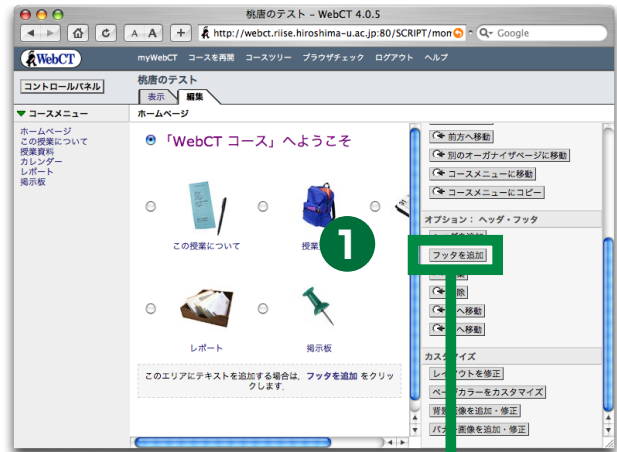 桃唐のテスト – WebCT 4.0.5
A A
http://webct.riise.hiroshima-u.ac.jp:80/SCRIPT/mon
Google
WebCT
myWebCT コースを再開 コースツリー ブラウザチェック ログアウト ヘルプ
コントロールパネル
桃唐のテスト
表示 編集
▼ コースメニュー
ホームページ
ホームページ
この授業について
授業資料
カレンダー
レポート
掲示板
「WebCT コース」へようこそ
この授業について
授業
レポート
掲示板
このエリアにテキストを追加する場合は, フッタを追加 をクリッ
クします.
1
前方へ移動
別のオーガナイザページに移動
コースメニューに移動
コースメニューにコピー
オプション： ヘッダ・フッタ
フッタを追加
へ移動
へ移動
カスタマイズ
レイアウトを修正
ページカラーをカスタマイズ
背景画像を追加・修正
バナー画像を追加・修正